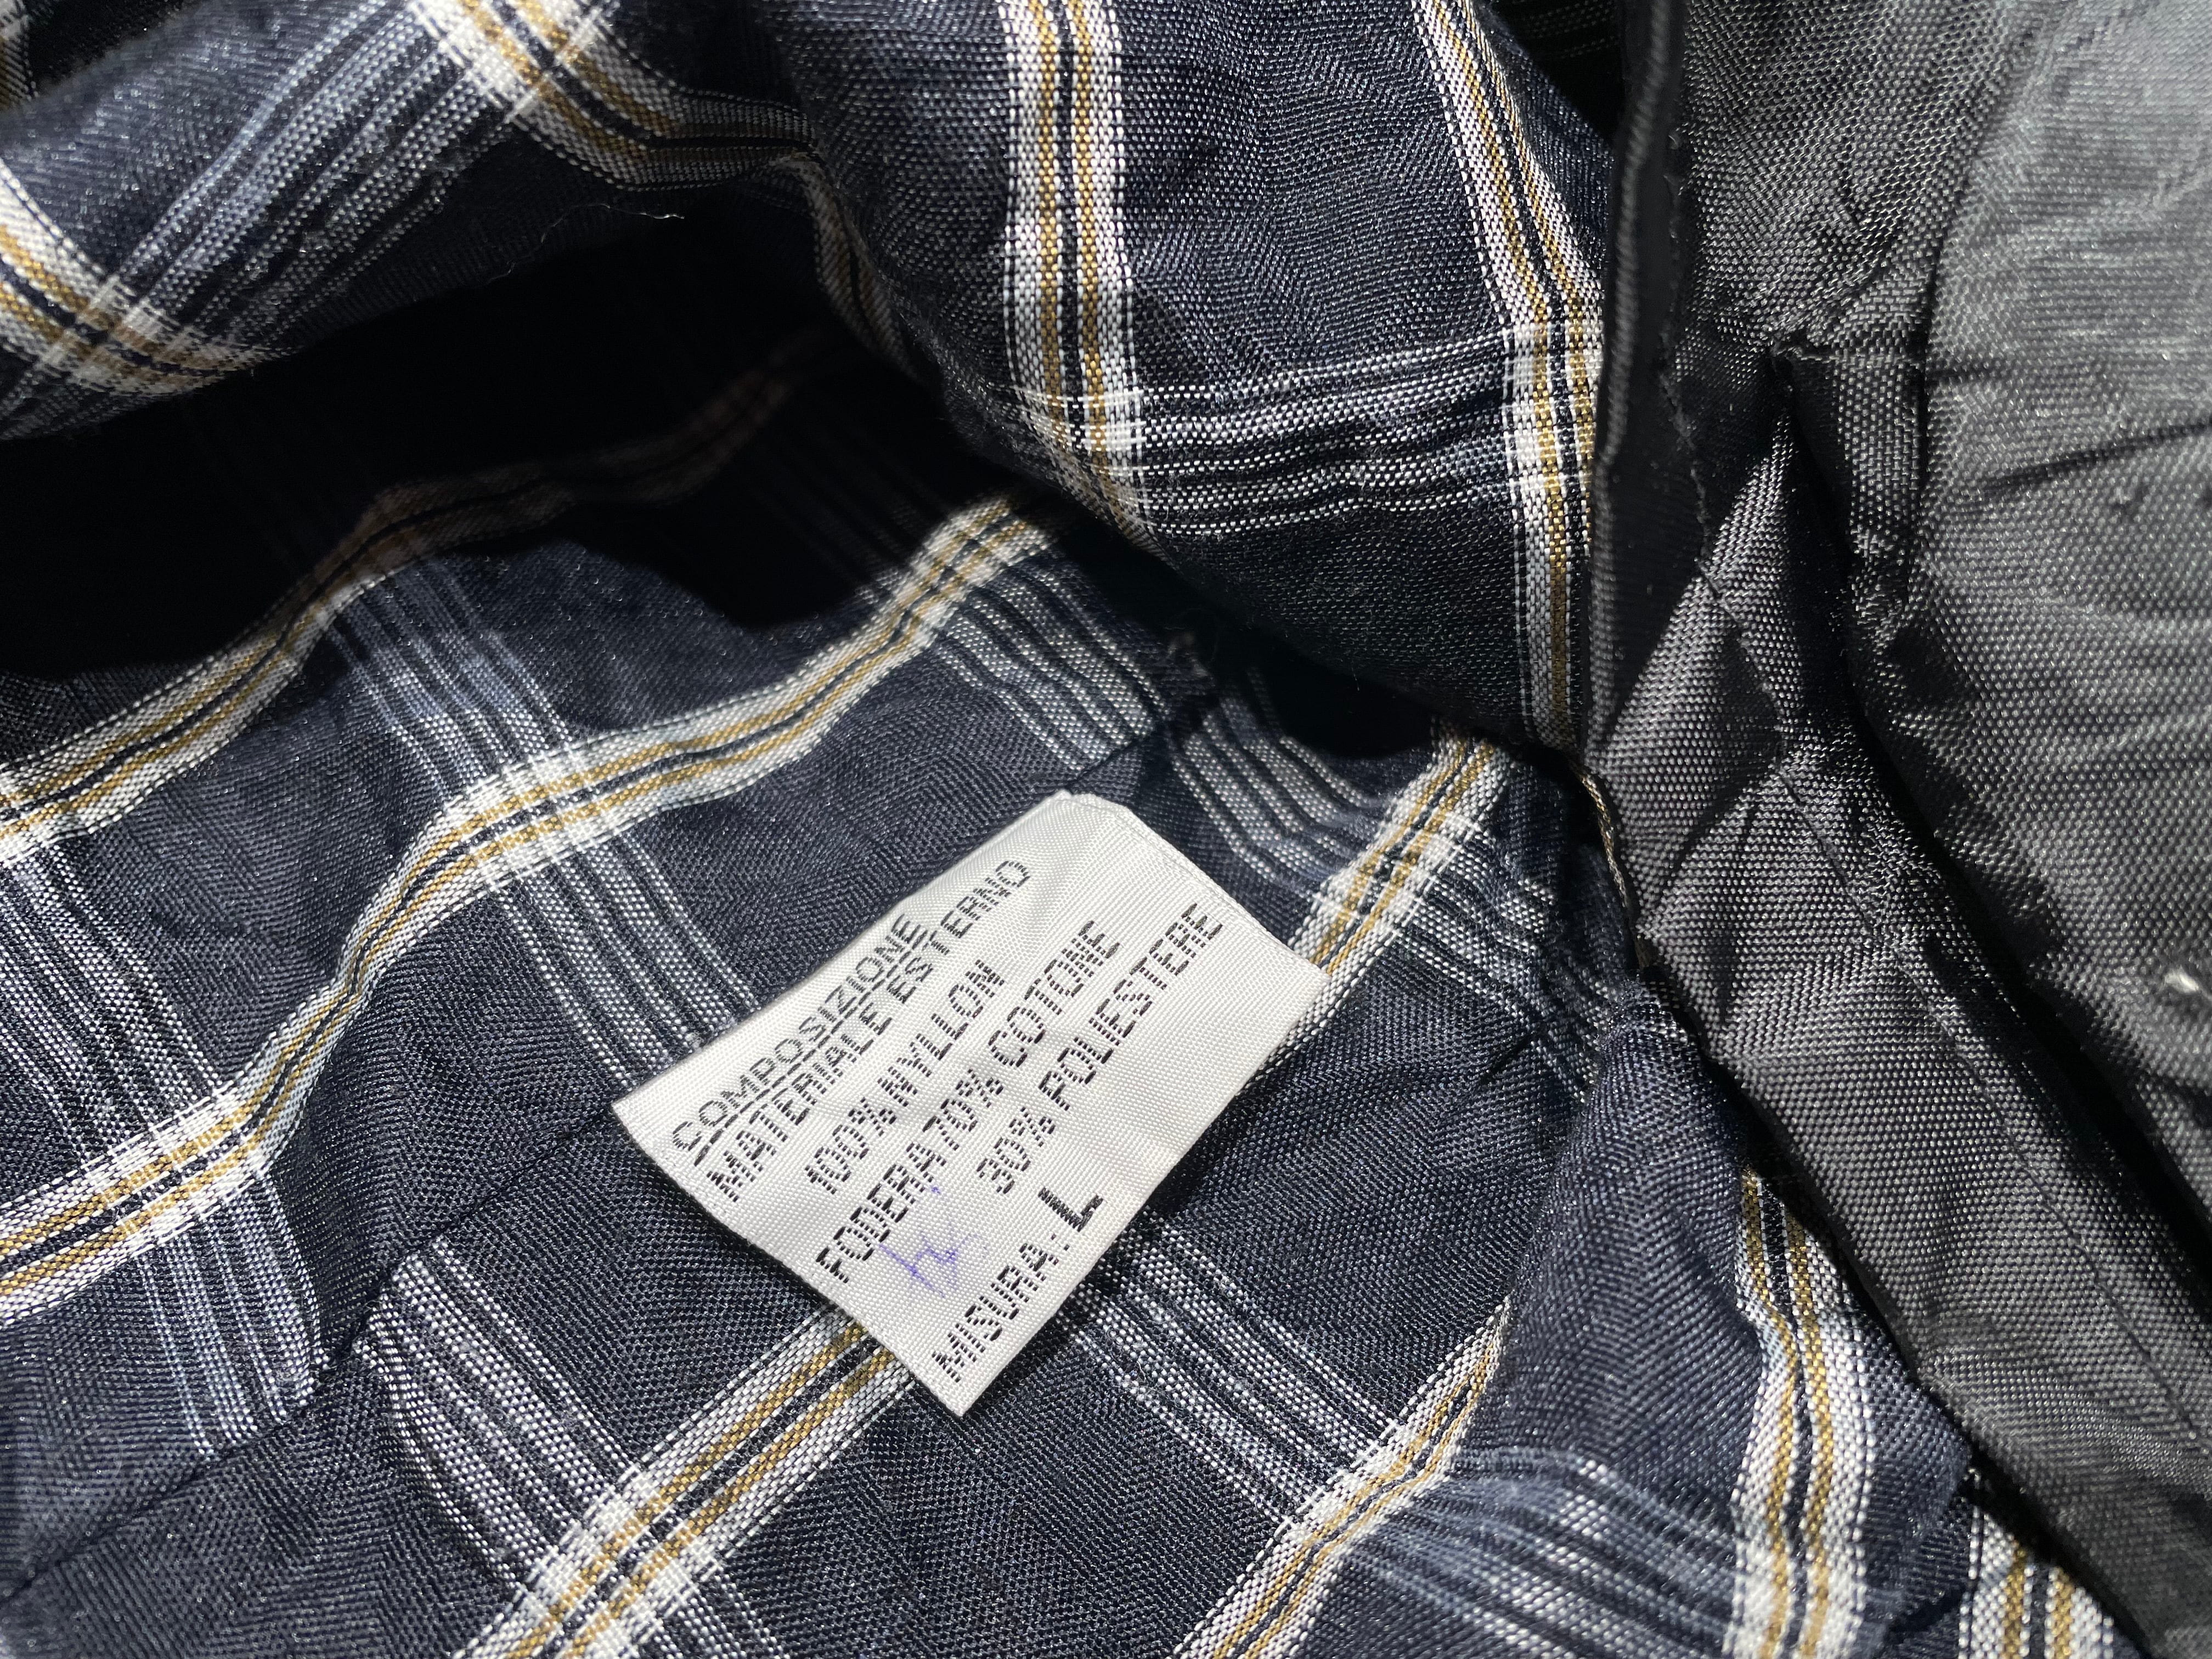 COMPOSIZIONE
MATERIALE ESTERNO
100% NYLLON
FODERA 70% COTONE
30% POLIESTERE
MISURA. L